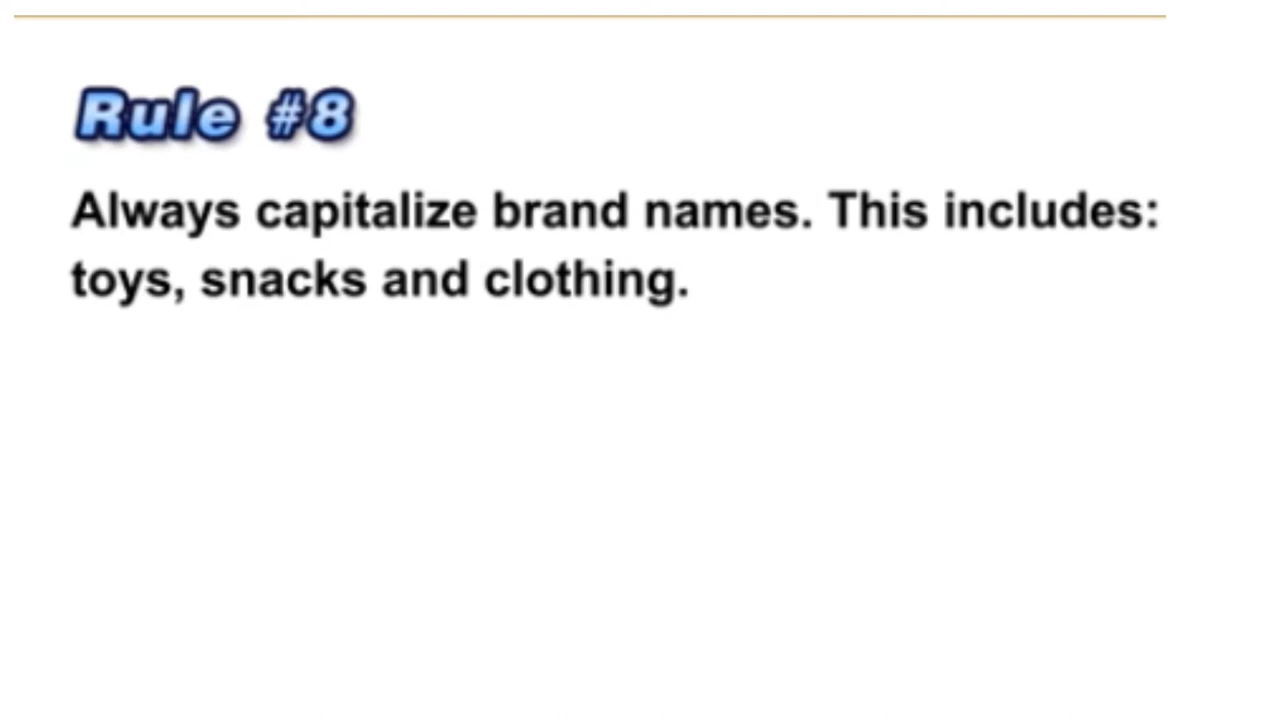 Rule #8
Always capitalize brand names. This includes:
toys, snacks and clothing.